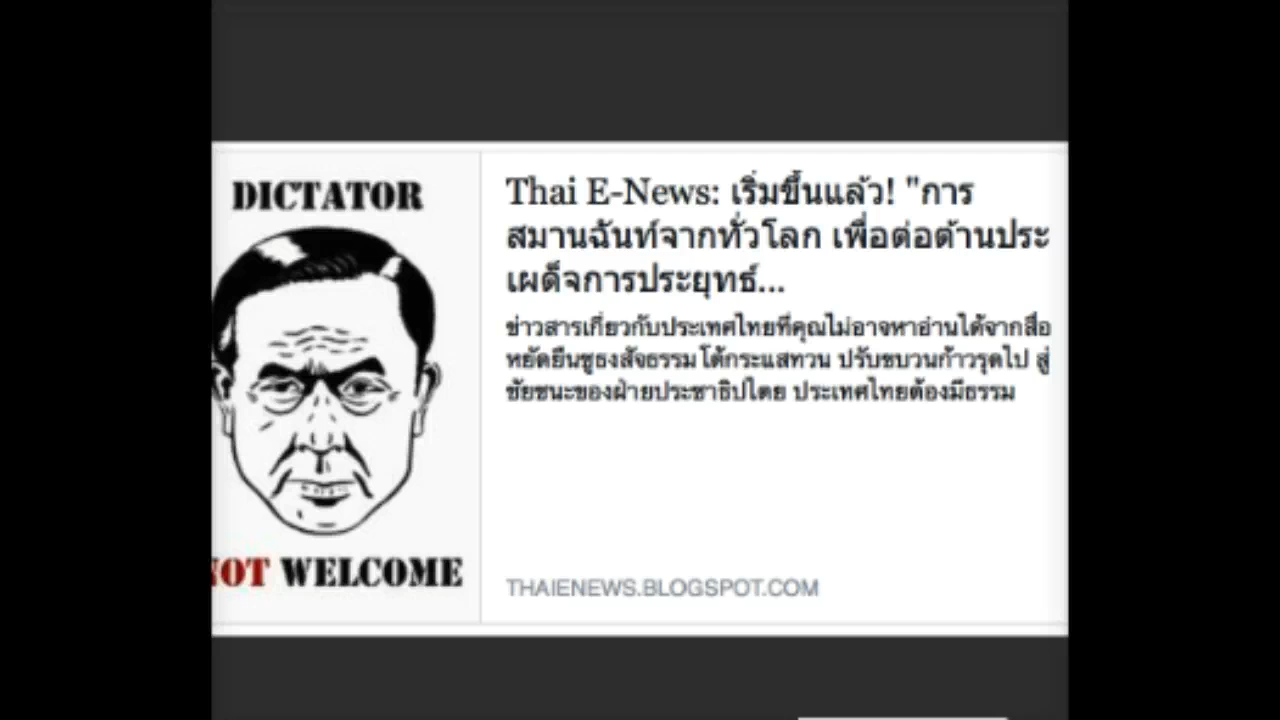 DICTATOR
NOT WELCOME
Thai E-News: เริ่มขึ้นแล้ว! "การ
สมานฉันท์จากทั่วโลก เพื่อต่อต้านประ
เผด็จการประยุทธ์...
ข่าวสารเกี่ยวกับประเทศไทยที่คุณไม่อาจหาอ่านได้จากสื่อ
หยัดยืนชูธงสัจธรรม โต้กระแสทวน ปรับขบวนก้าวรุดไป สู่
ชัยชนะของฝ่ายประชาธิปไตย ประเทศไทยต้องมีธรรม
THAIENEWS.BLOGSPOT.COM